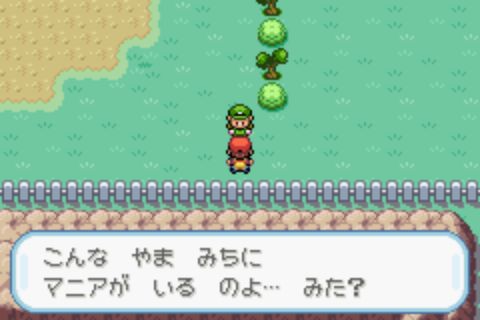 こんな やま みちに
マニアが いる のよ… みた?